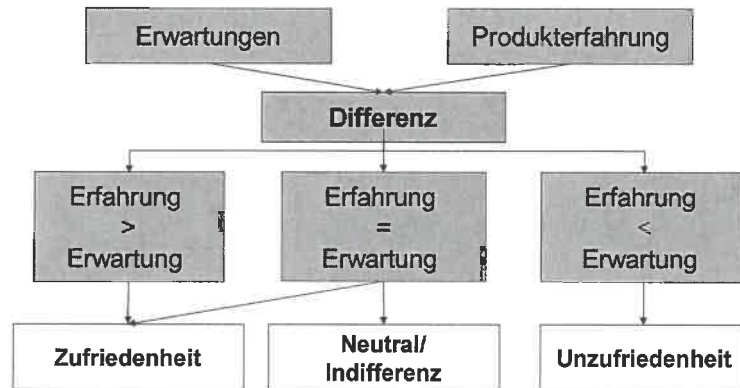 Erwartungen
Produkterfahrung
Differenz
Erfahrung
>
Erwartung
Erfahrung
=
Erwartung
Erfahrung
<
Erwartung
Zufriedenheit
Neutral/
Indifferenz
Unzufriedenheit